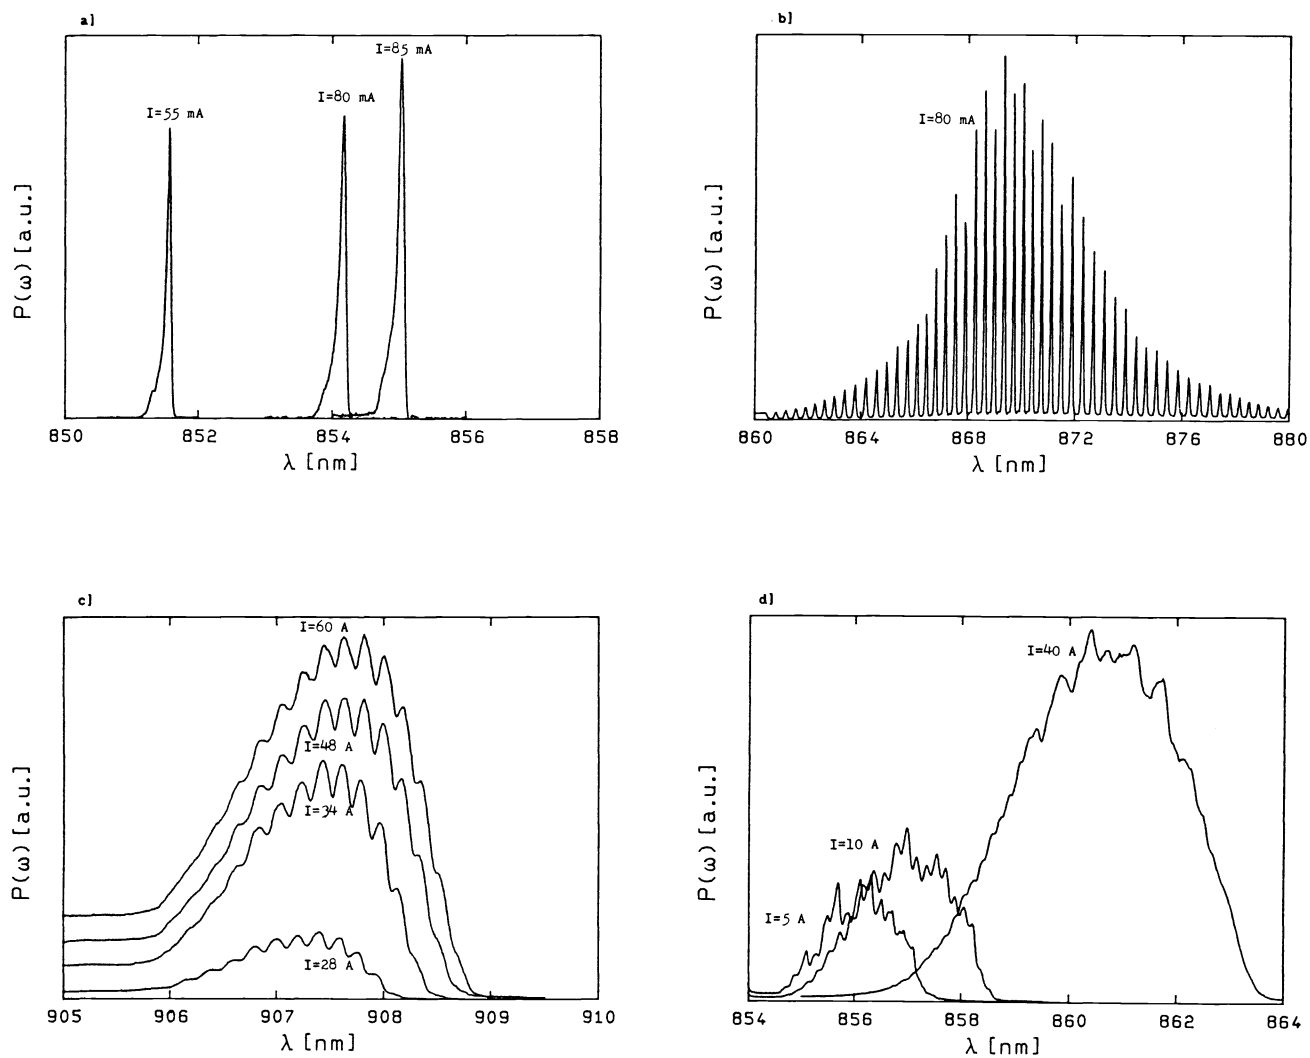 a]
I=85 mA
I=80 mA
I=55 mA
P(ω) [a.u.]
850 852 854 856 858
λ [nm]
b]
I=80 mA
P(ω) [a.u.]
860 864 868 872 876 880
λ [nm]
c]
I=60 A
I=48 A
I=34 A
I=28 A
P(ω) [a.u.]
905 906 907 908 909 910
λ [nm]
d]
I=40 A
I=10 A
I=5 A
P(ω) [a.u.]
854 856 858 860 862 864
λ [nm]